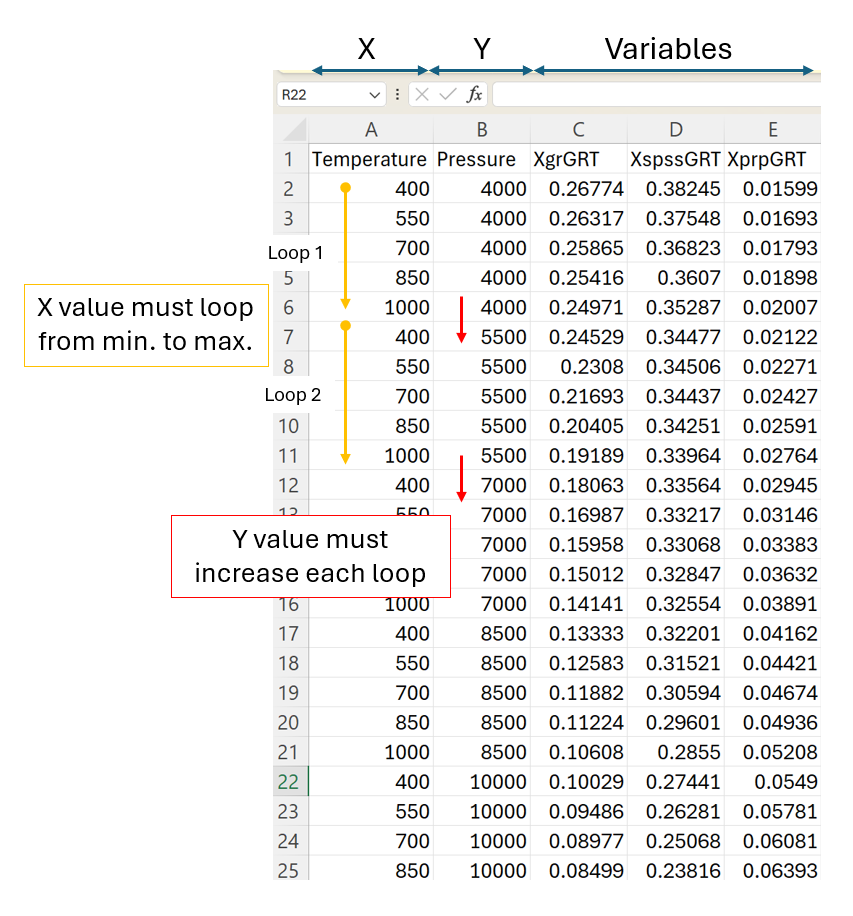 X Y Variables
R22 fx
A B C D E
1 Temperature Pressure XgrGRT XspssGRT XprpGRT
2 400 4000 0.26774 0.38245 0.01599
3 550 4000 0.26317 0.37548 0.01693
Loop 1 700 4000 0.25865 0.36823 0.01793
5 850 4000 0.25416 0.3607 0.01898
X value must loop
from min. to max.
6 1000 4000 0.24971 0.35287 0.02007
7 400 5500 0.24529 0.34477 0.02122
8 550 5500 0.2308 0.34506 0.02271
Loop 2 700 5500 0.21693 0.34437 0.02427
10 850 5500 0.20405 0.34251 0.02591
11 1000 5500 0.19189 0.33964 0.02764
12 400 7000 0.18063 0.33564 0.02945
13 550 7000 0.16987 0.33217 0.03146
Y value must
increase each loop
7000 0.15958 0.33068 0.03383
7000 0.15012 0.32847 0.03632
16 1000 7000 0.14141 0.32554 0.03891
17 400 8500 0.13333 0.32201 0.04162
18 550 8500 0.12583 0.31521 0.04421
19 700 8500 0.11882 0.30594 0.04674
20 850 8500 0.11224 0.29601 0.04936
21 1000 8500 0.10608 0.2855 0.05208
22 400 10000 0.10029 0.27441 0.0549
23 550 10000 0.09486 0.26281 0.05781
24 700 10000 0.08977 0.25068 0.06081
25 850 10000 0.08499 0.23816 0.06393